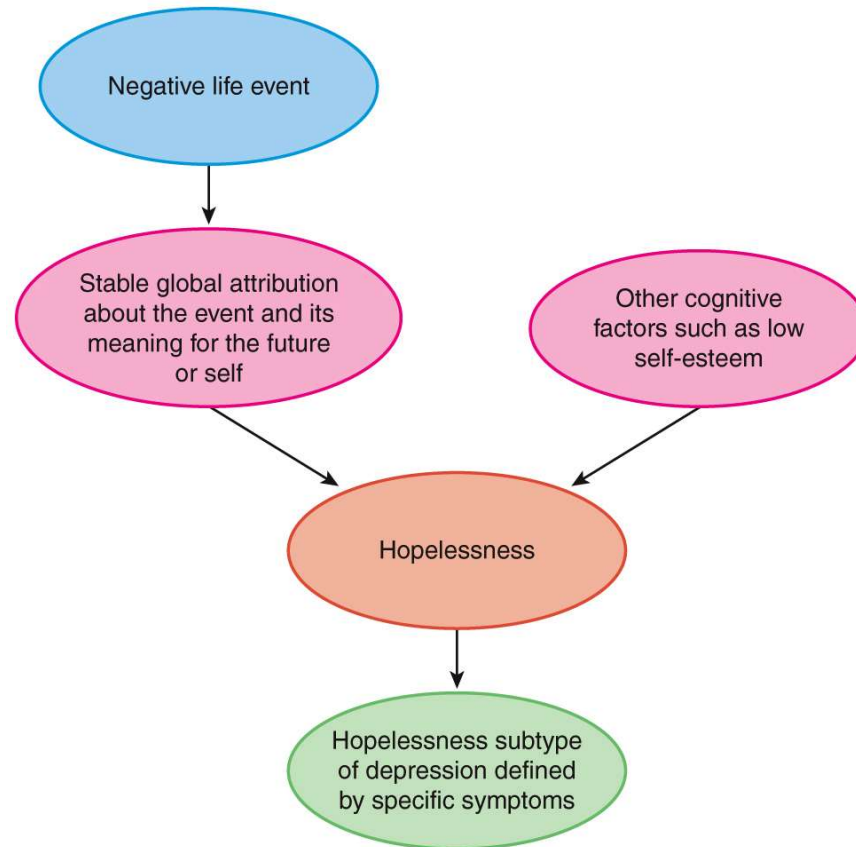 Negative life event
Stable global attribution
about the event and its
meaning for the future
or self
Other cognitive
factors such as low
self-esteem
Hopelessness
Hopelessness subtype
of depression defined
by specific symptoms